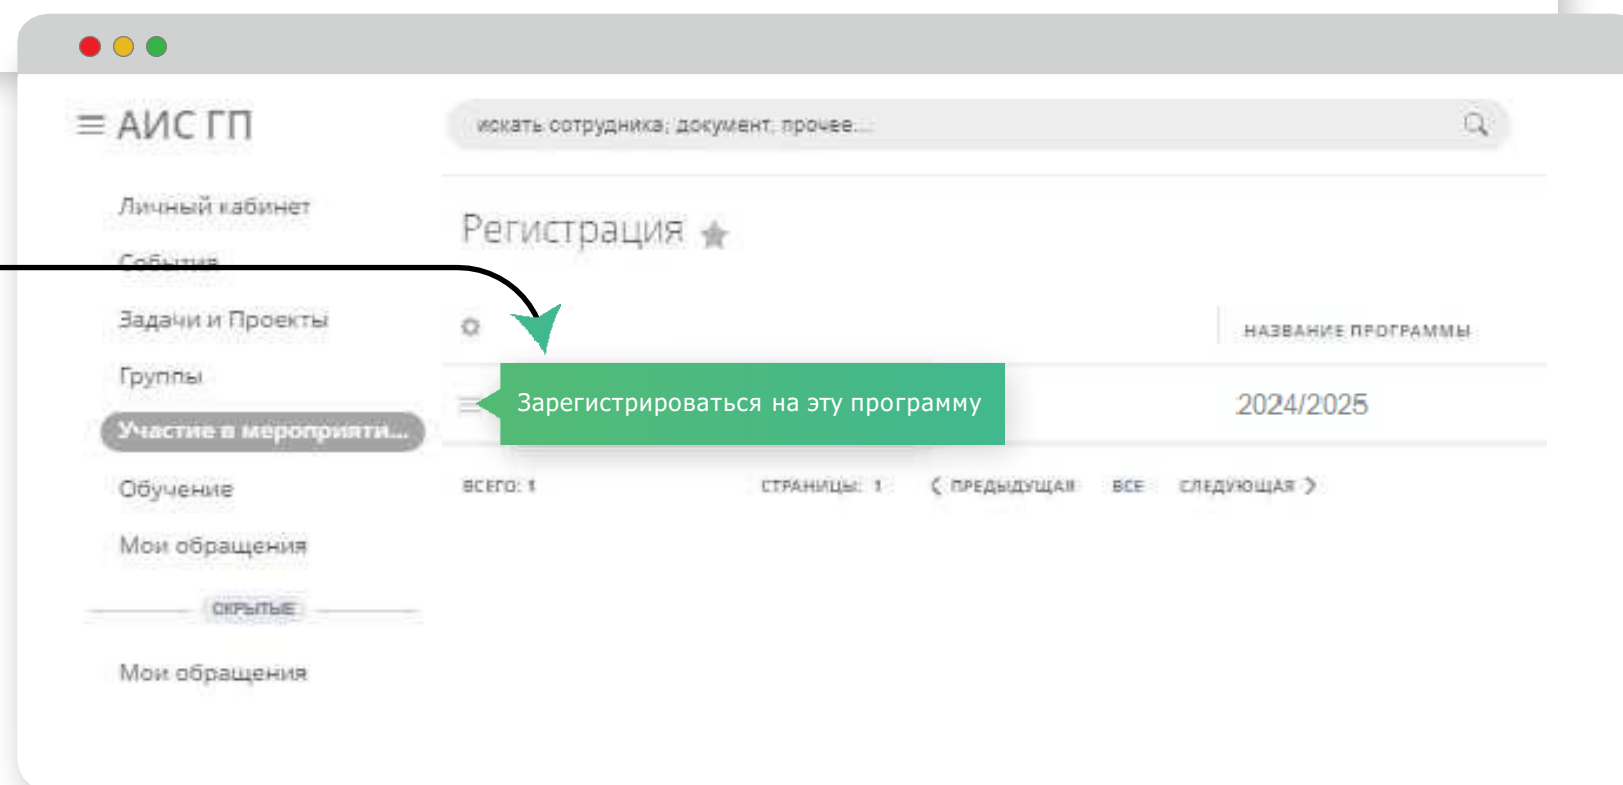 АИС ГП
искать сотрудника, документ, прочее...
Личный кабинет
События
Задачи и Проекты
Группы
Участие в мероприяти...
Обучение
Мои обращения
СКРЫТЫЕ
Мои обращения
Регистрация
НАЗВАНИЕ ПРОГРАММЫ
Зарегистрироваться на эту программу
2024/2025
ВСЕГО: 1 СТРАНИЦЫ: 1 ПРЕДЫДУЩАЯ ВСЕ СЛЕДУЮЩАЯ